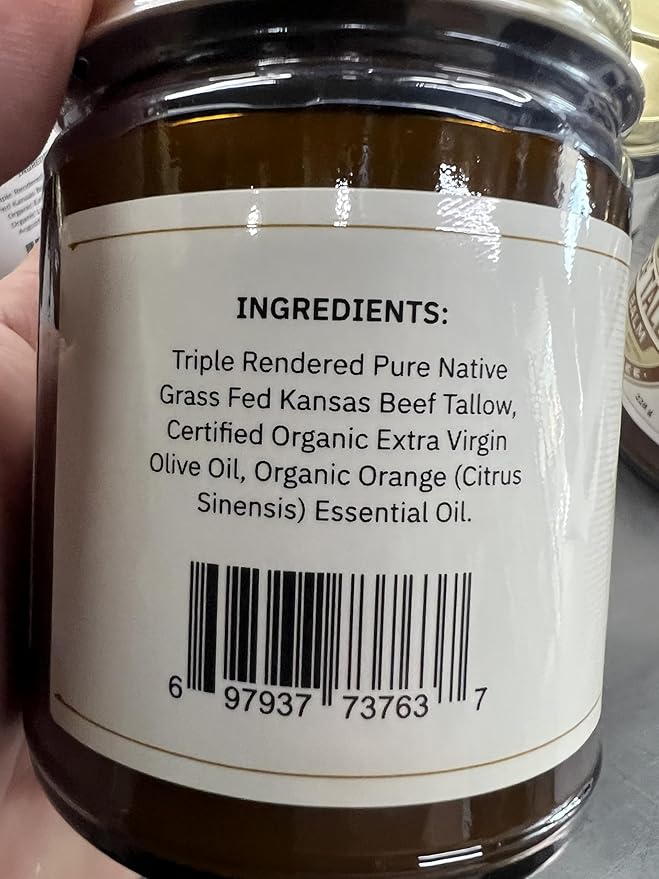 INGREDIENTS:
Triple Rendered Pure Native
Grass Fed Kansas Beef Tallow,
Certified Organic Extra Virgin
Olive Oil, Organic Orange (Citrus
Sinensis) Essential Oil.
6 97937 73763 7